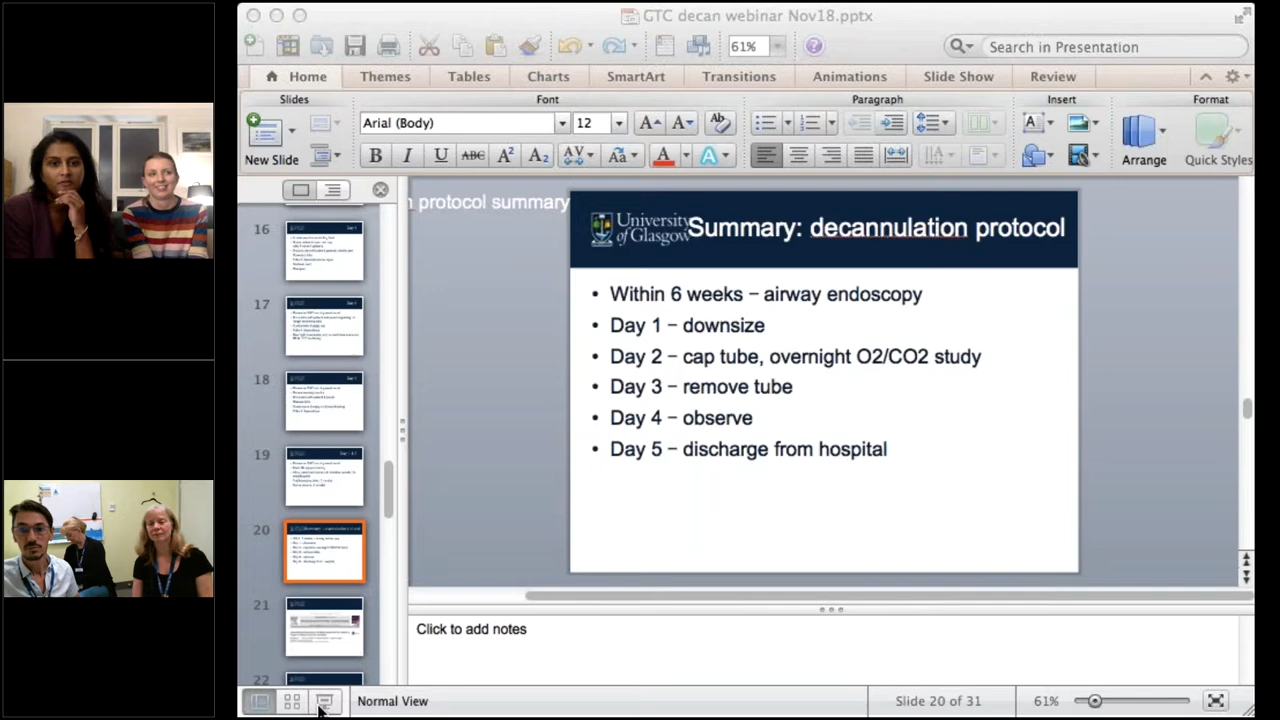 GTC decan webinar Nov18.pptx
61%
Search in Presentation
Home
Themes
Tables
Charts
SmartArt
Transitions
Animations
Slide Show
Review
Slides
Font
Paragraph
Insert
Format
Arial (Body)
12
New Slide
Arrange
Quick Styles
protocol summary
University of Glasgow
Summary: decannulation protocol
• Within 6 weeks – airway endoscopy
• Day 1 – downsize
• Day 2 – cap tube, overnight O2/CO2 study
• Day 3 – remove tube
• Day 4 – observe
• Day 5 – discharge from hospital
16
17
18
19
20
21
22
Normal View
Slide 20 of 31
61%